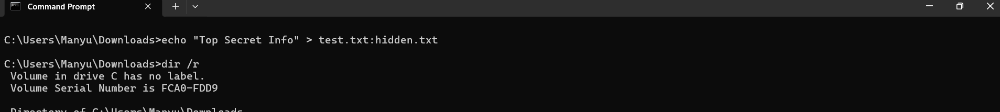 Command Prompt
C:\Users\Manyu\Downloads>echo "Top Secret Info" > test.txt:hidden.txt
C:\Users\Manyu\Downloads>dir /r
Volume in drive C has no label.
Volume Serial Number is FCA0-FDD9
Directory of C:\Users\Manyu\Downloads